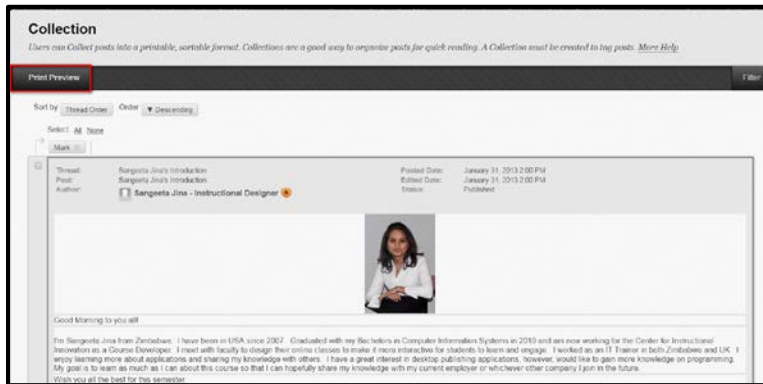 Collection
Users can Collect posts into a printable, sortable format. Collections are a good way to organize posts for quick reading. A Collection must be created to tag posts. More Help
Print Preview
Filter
Sort by Thread Order Order ▼ Descending
Select: All None
Mark
Thread: Sangeeta Jina's Introduction Posted Date: January 31, 2013 2:00 PM
Post: Sangeeta Jina's Introduction Edited Date: January 31, 2013 2:00 PM
Author: Sangeeta Jina - Instructional Designer Status: Published
Good Morning to you all!
I'm Sangeeta Jina from Zimbabwe. I have been in USA since 2007. Graduated with my Bachelors in Computer Information Systems in 2010 and am now working for the Center for Instructional
Innovation as a Course Developer. I meet with faculty to design their online classes to make it more interactive for students to learn and engage. I worked as an IT Trainer in both Zimbabwe and UK. I
enjoy learning more about applications and sharing my knowledge with others. I have a great interest in desktop publishing applications, however, would like to gain more knowledge on programming.
My goal is to learn as much as I can about this course so that I can hopefully share my knowledge with my current employer or whichever other company I join in the future.
Wish you all the best for this semester.